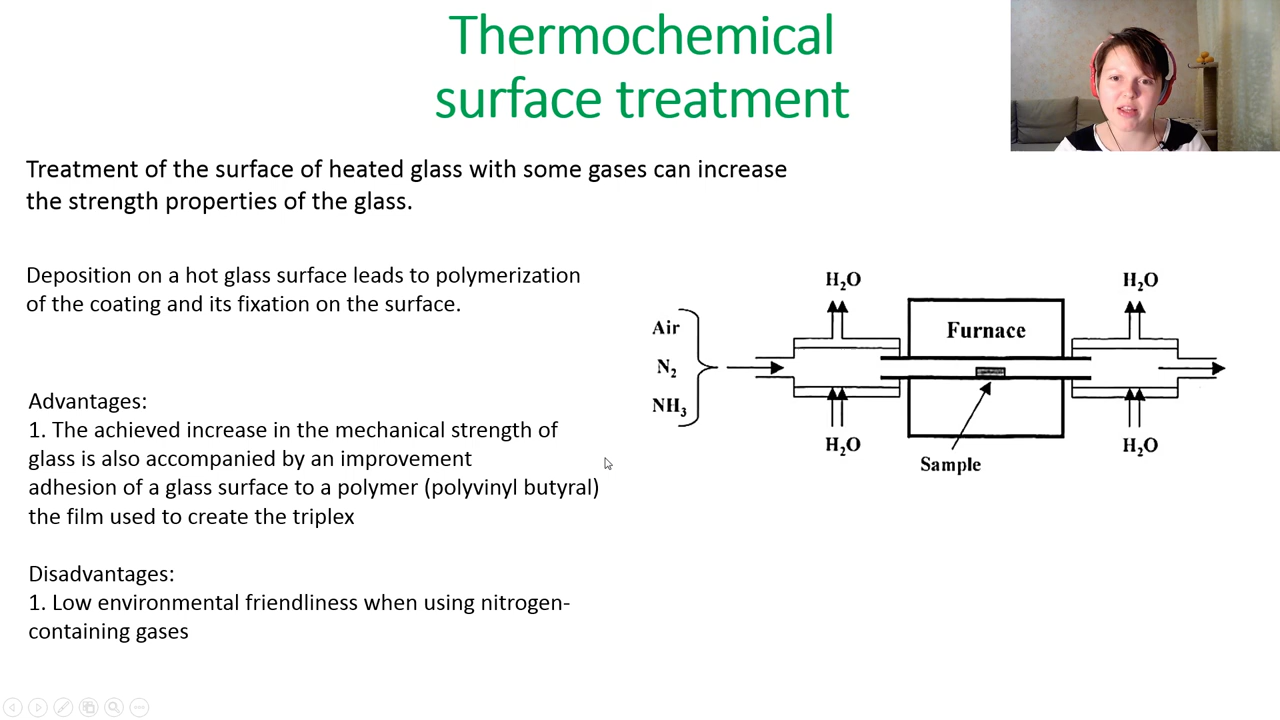 Thermochemical
surface treatment
Treatment of the surface of heated glass with some gases can increase
the strength properties of the glass.
Deposition on a hot glass surface leads to polymerization
of the coating and its fixation on the surface.
Advantages:
1. The achieved increase in the mechanical strength of
glass is also accompanied by an improvement
adhesion of a glass surface to a polymer (polyvinyl butyral)
the film used to create the triplex
Disadvantages:
1. Low environmental friendliness when using nitrogen-
containing gases
H₂O
H₂O
Air
N₂
NH₃
Furnace
H₂O
H₂O
Sample